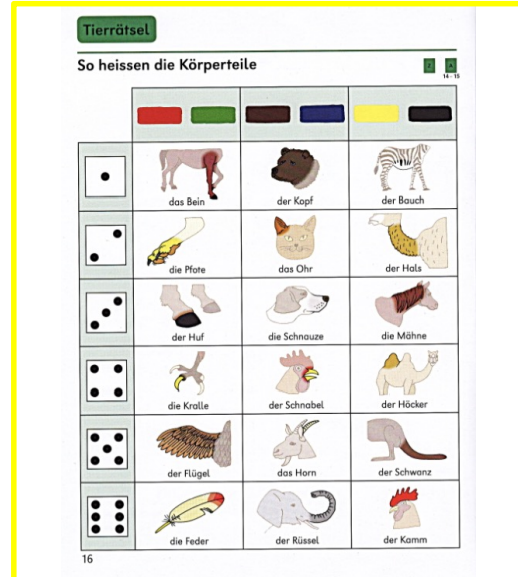 Tierrätsel
So heissen die Körperteile
14 - 15
das Bein
der Kopf
der Bauch
die Pfote
das Ohr
der Hals
der Huf
die Schnauze
die Mähne
die Kralle
der Schnabel
der Höcker
der Flügel
das Horn
der Schwanz
die Feder
der Rüssel
der Kamm
16